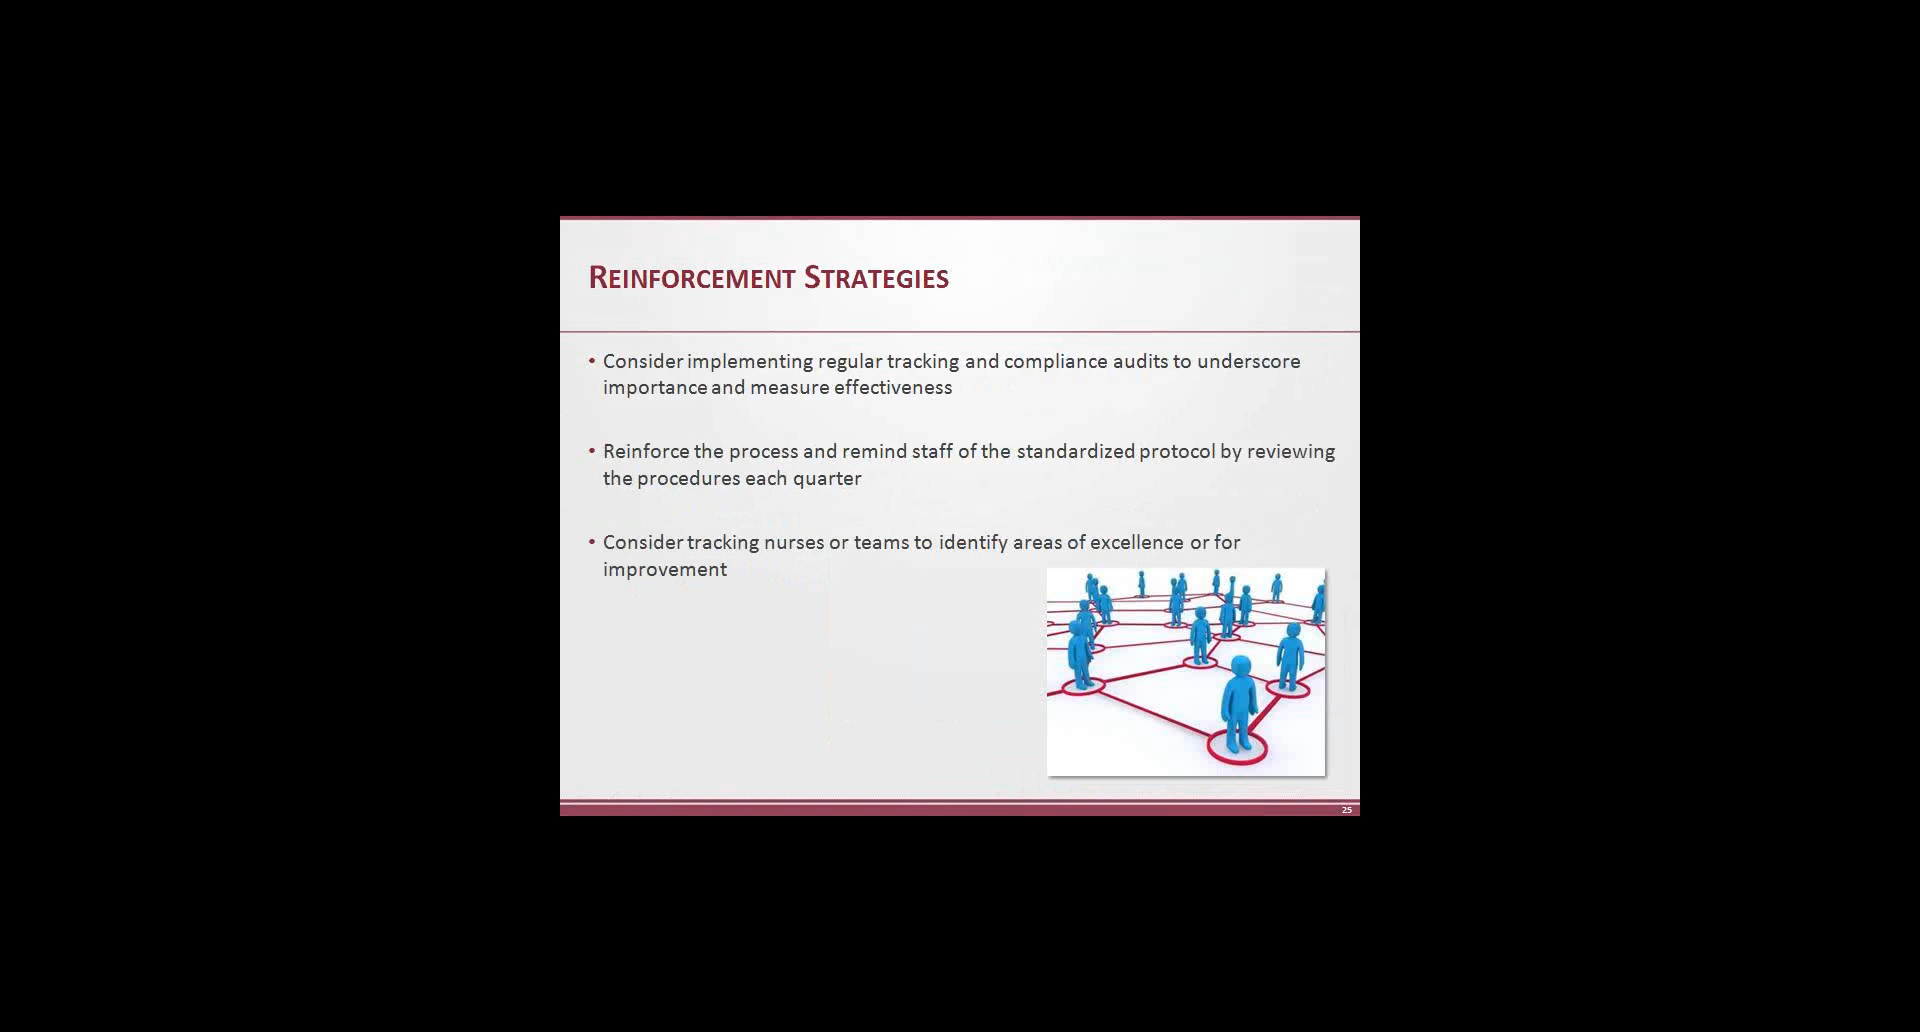 REINFORCEMENT STRATEGIES
• Consider implementing regular tracking and compliance audits to underscore
importance and measure effectiveness
• Reinforce the process and remind staff of the standardized protocol by reviewing
the procedures each quarter
• Consider tracking nurses or teams to identify areas of excellence or for
improvement
25